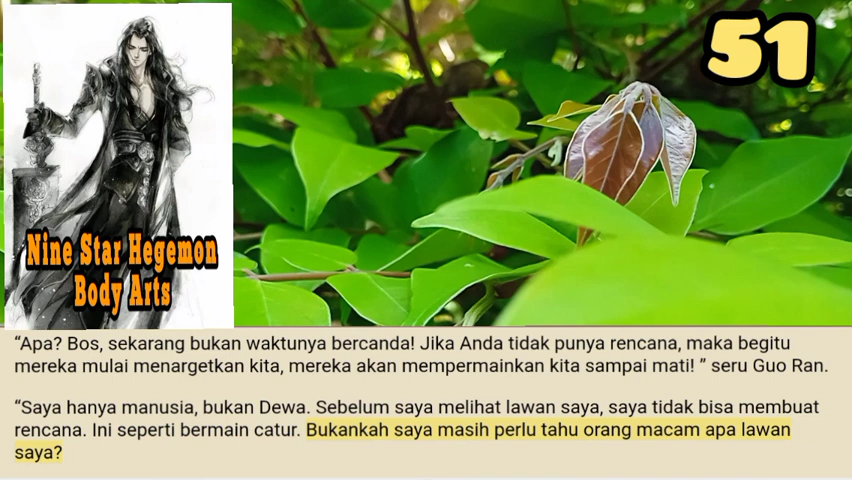 51
Nine Star Hegemon
Body Arts
“Apa? Bos, sekarang bukan waktunya bercanda! Jika Anda tidak punya rencana, maka begitu
mereka mulai menargetkan kita, mereka akan mempermainkan kita sampai mati! ” seru Guo Ran.
“Saya hanya manusia, bukan Dewa. Sebelum saya melihat lawan saya, saya tidak bisa membuat
rencana. Ini seperti bermain catur. Bukankah saya masih perlu tahu orang macam apa lawan
saya?